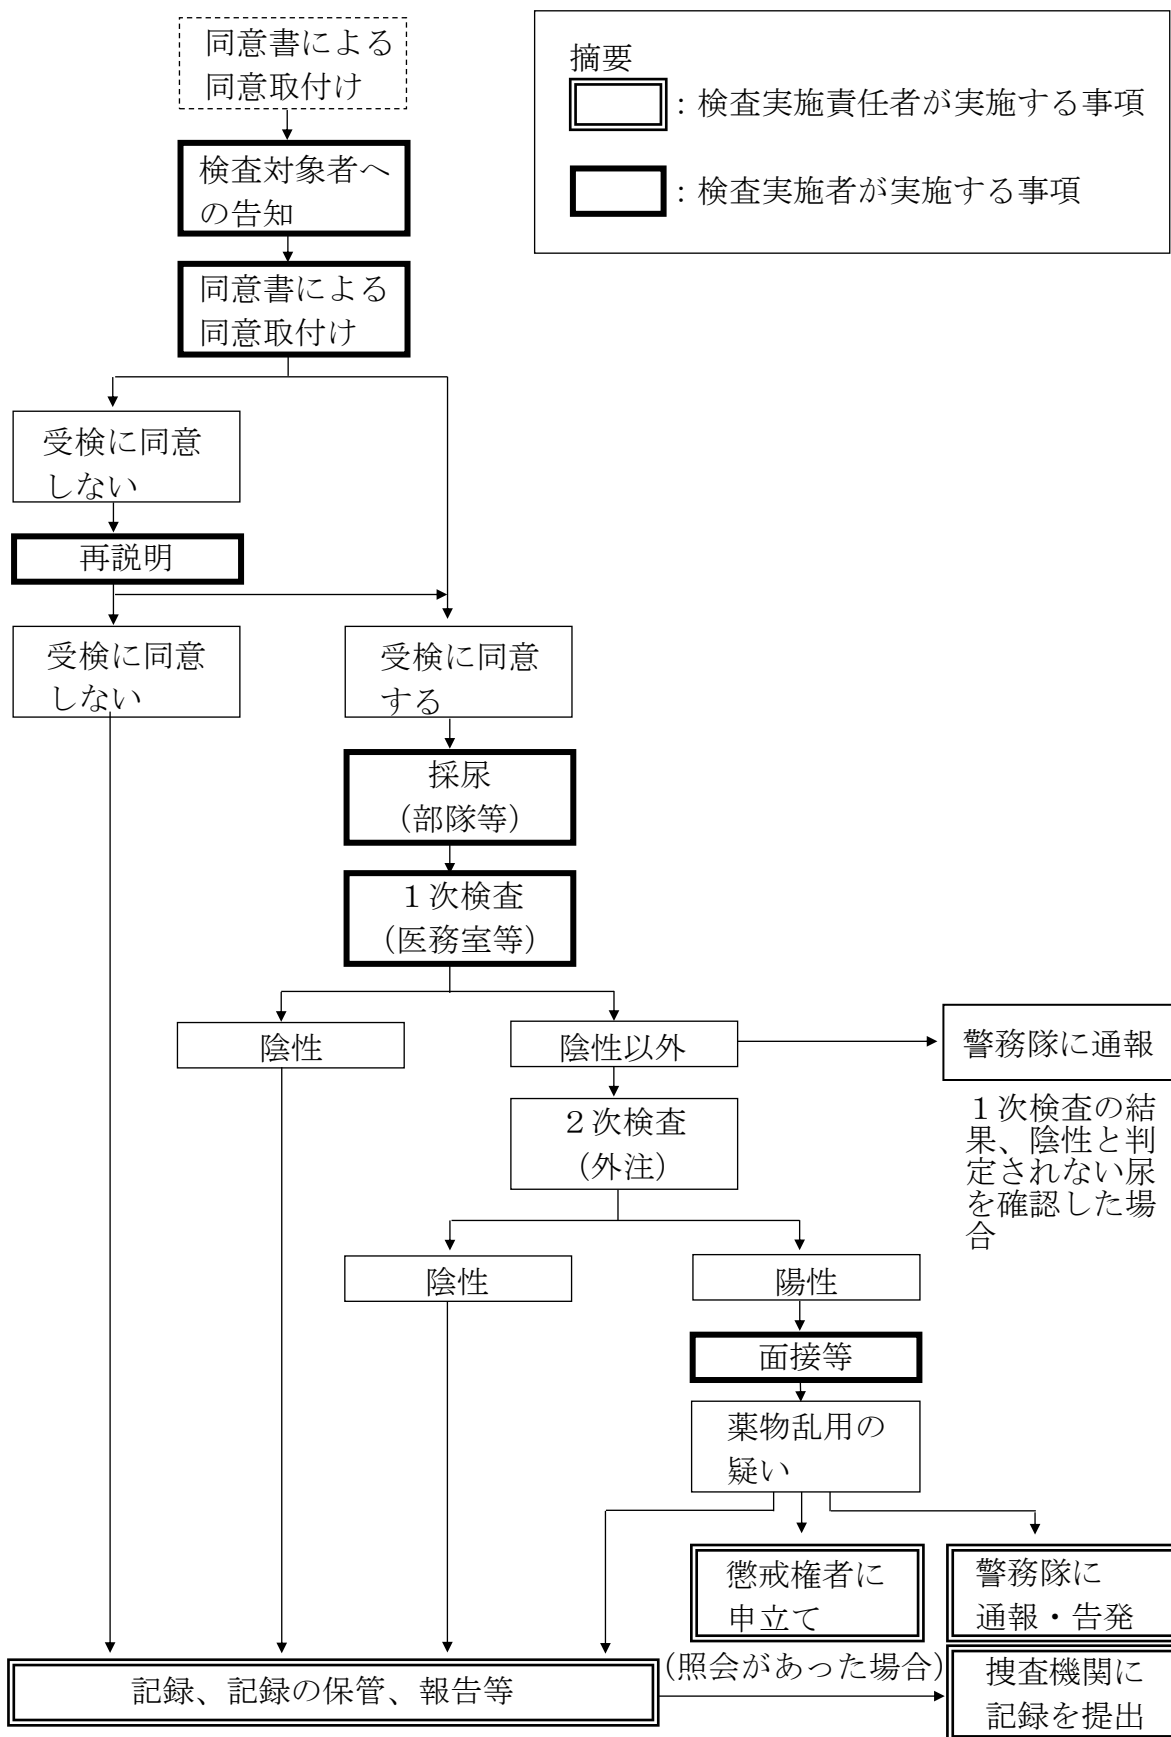 同意書による
同意取付け
摘要
：検査実施責任者が実施する事項
：検査実施者が実施する事項
検査対象者へ
の告知
同意書による
同意取付け
受検に同意
しない
再説明
受検に同意
しない
受検に同意
する
採尿
（部隊等）
１次検査
（医務室等）
陰性
陰性以外
警務隊に通報
１次検査の結
果、陰性と判
定されない尿
を確認した場
合
２次検査
（外注）
陰性
陽性
面接等
薬物乱用の
疑い
懲戒権者に
申立て
警務隊に
通報・告発
記録、記録の保管、報告等
（照会があった場合）
捜査機関に
記録を提出